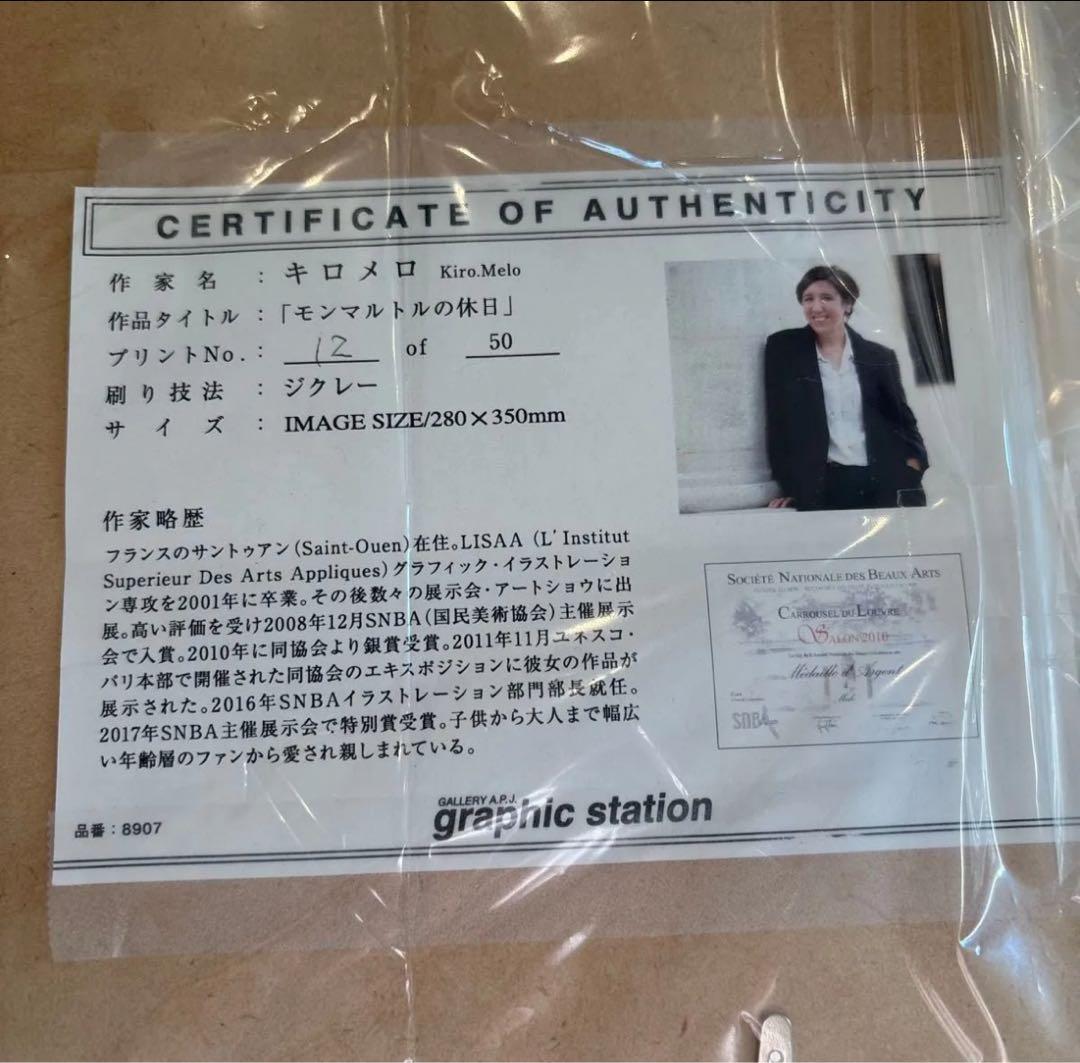 CERTIFICATE OF AUTHENTICITY
作家名：キロメロ Kiro.Melo
作品タイトル：「モンマルトルの休日」
プリントNo.：12 of 50
刷り技法：ジクレー
サイズ：IMAGE SIZE/280×350mm
作家略歴
フランスのサントゥアン(Saint-Ouen)在住。LISAA (L'Institut
Superieur Des Arts Appliques)グラフィック・イラストレーショ
ン専攻を2001年に卒業。その後数々の展示会・アートショウに出
展。高い評価を受け2008年12月SNBA(国民美術協会)主催展示
会で入賞。2010年に同協会より銀賞受賞。2011年11月ユネスコ・
パリ本部で開催された同協会のエキスポジションに彼女の作品が
展示された。2016年SNBAイラストレーション部門部長就任。
2017年SNBA主催展示会で特別賞受賞。子供から大人まで幅広
い年齢層のファンから愛され親しまれている。
SOCIÉTÉ NATIONALE DES BEAUX ARTS
CARROUSEL DU LOUVRE
SALON 2010
Médaille d'Argent
SNBA
GALLERY A.P.J.
graphic station
品番：8907